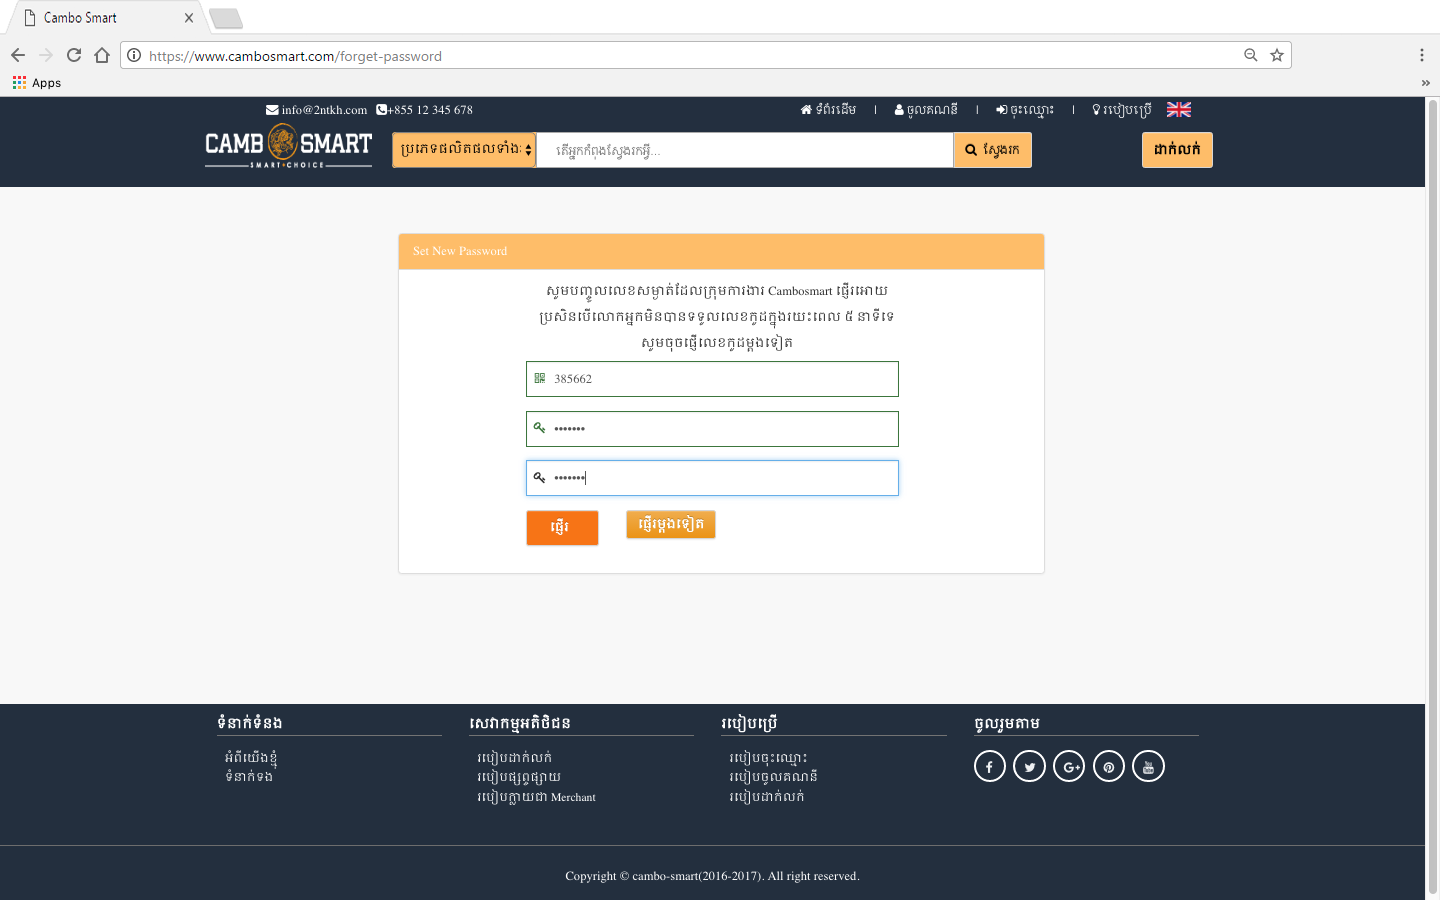 Cambo Smart
https://www.cambosmart.com/forget-password
Apps
info@2ntkh.com +855 12 345 678
ទំព័រដើម | ចូលគណនី | ចុះឈ្មោះ | របៀបប្រើ
CAMBO SMART
SMART CHOICE
ប្រភេទផលិតផលទាំង
តើអ្នកកំពុងស្វែងរកអ្វី...
ស្វែងរក
ដាក់លក់
Set New Password
សូមបញ្ចូលលេខសម្ងាត់ដែលក្រុមការងារ Cambosmart ផ្ញើរអោយ
ប្រសិនបើលោកអ្នកមិនបានទទួលលេខកូដក្នុងរយះពេល ៥ នាទីទេ
សូមចុចផ្ញើលេខកូដម្ដងទៀត
385662
•••••••
•••••••
ផ្ញើរ
ផ្ញើរម្ដងទៀត
ទំនាក់ទំនង
អំពីយើងខ្ញុំ
ទំនាក់ទង
សេវាកម្មអតិថិជន
របៀបដាក់លក់
របៀបផ្សព្វផ្សាយ
របៀបក្លាយជា Merchant
របៀបប្រើ
របៀបចុះឈ្មោះ
របៀបចូលគណនី
របៀបដាក់លក់
ចូលរួមតាម
Copyright © cambo-smart(2016-2017). All right reserved.